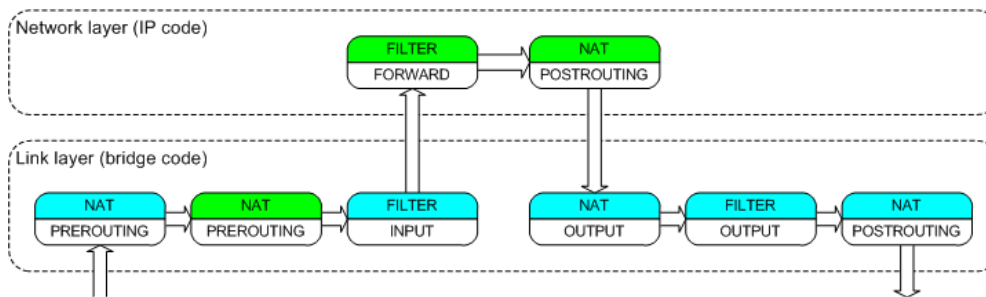 Network layer (IP code)
FILTER
FORWARD
NAT
POSTROUTING
Link layer (bridge code)
NAT
PREROUTING
NAT
PREROUTING
FILTER
INPUT
NAT
OUTPUT
FILTER
OUTPUT
NAT
POSTROUTING